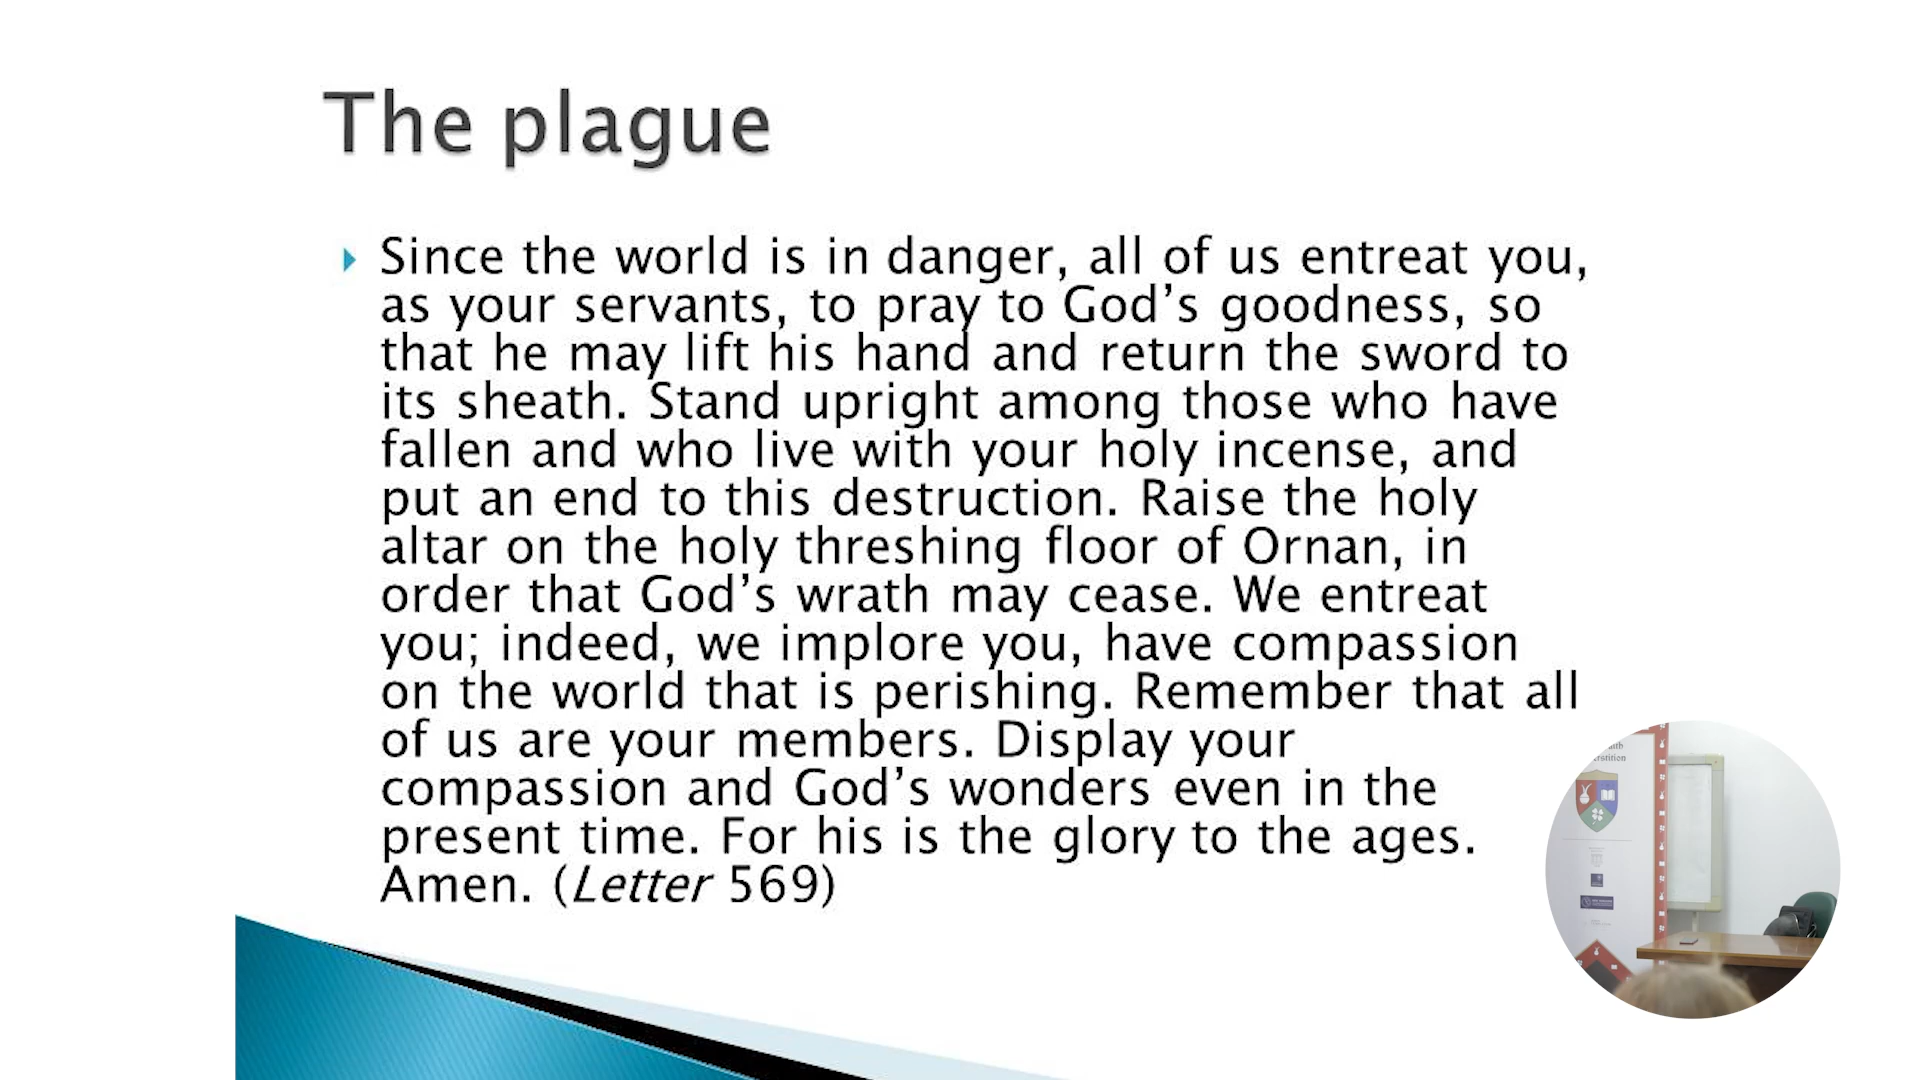 The plague
Since the world is in danger, all of us entreat you,
as your servants, to pray to God’s goodness, so
that he may lift his hand and return the sword to
its sheath. Stand upright among those who have
fallen and who live with your holy incense, and
put an end to this destruction. Raise the holy
altar on the holy threshing floor of Ornan, in
order that God’s wrath may cease. We entreat
you; indeed, we implore you, have compassion
on the world that is perishing. Remember that all
of us are your members. Display your
compassion and God’s wonders even in the
present time. For his is the glory to the ages.
Amen. (Letter 569)